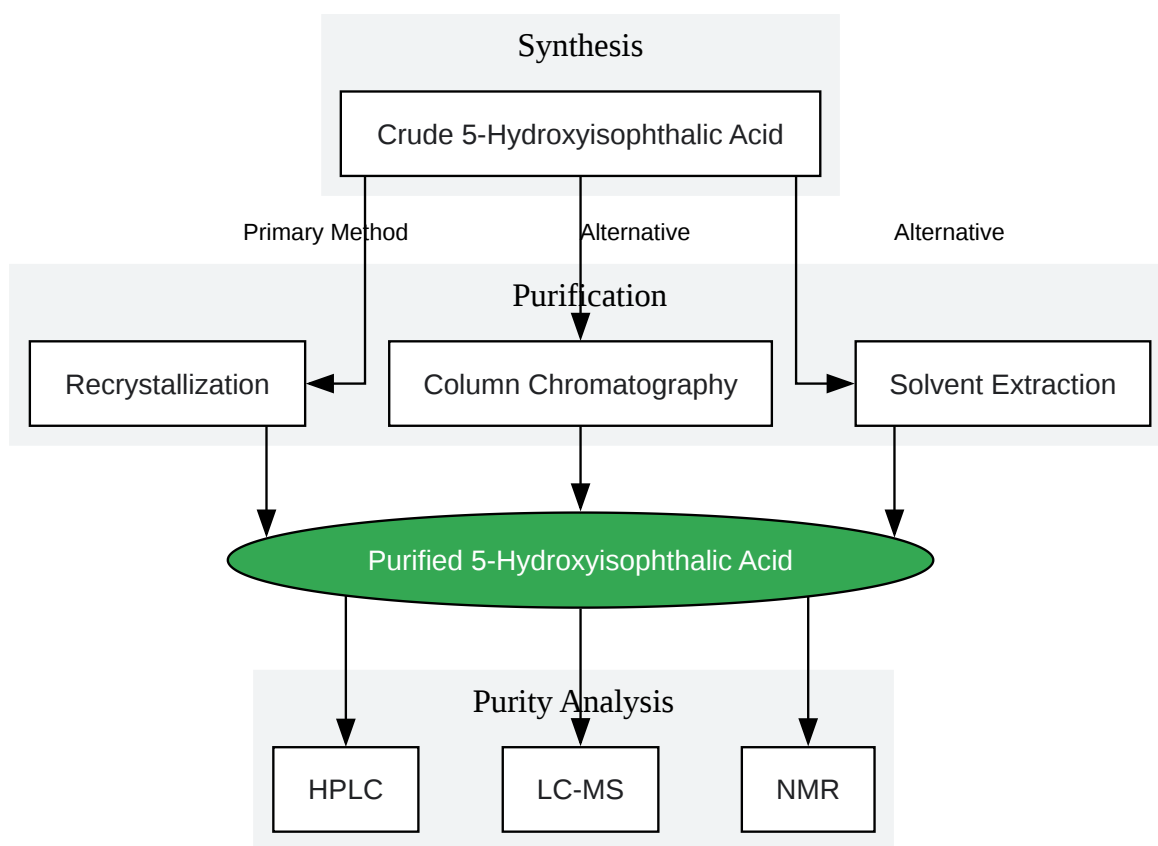 Synthesis
Crude 5-Hydroxyisophthalic Acid
Primary Method
Alternative
Alternative
Purification
Recrystallization
Column Chromatography
Solvent Extraction
Purified 5-Hydroxyisophthalic Acid
Purity Analysis
HPLC
LC-MS
NMR